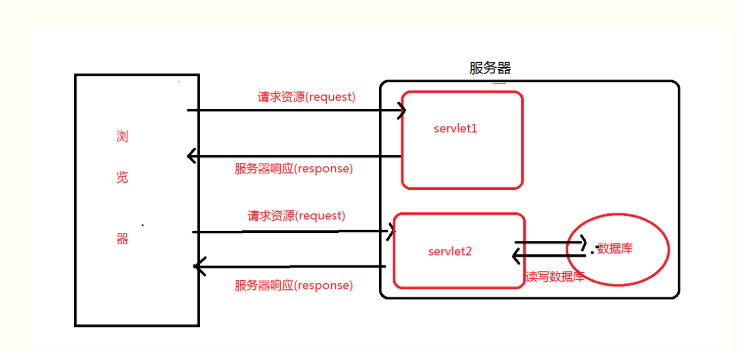 服务器
请求资源(request)
servlet1
浏
览
器
服务器响应(response)
请求资源(request)
servlet2
数据库
服务器响应(response)
读写数据库